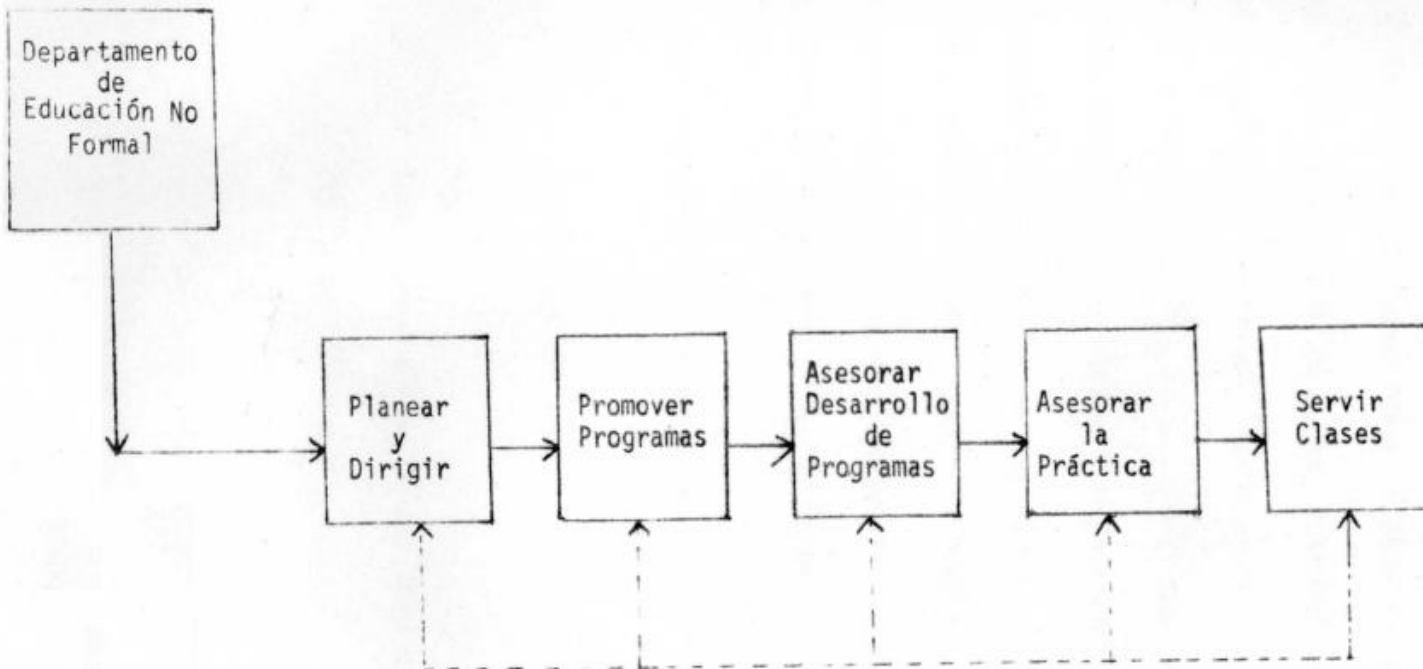 Departamento
de
Educación No
Formal
Planear
y
Dirigir
Promover
Programas
Asesorar
Desarrollo
de
Programas
Asesorar
la
Práctica
Servir
Clases